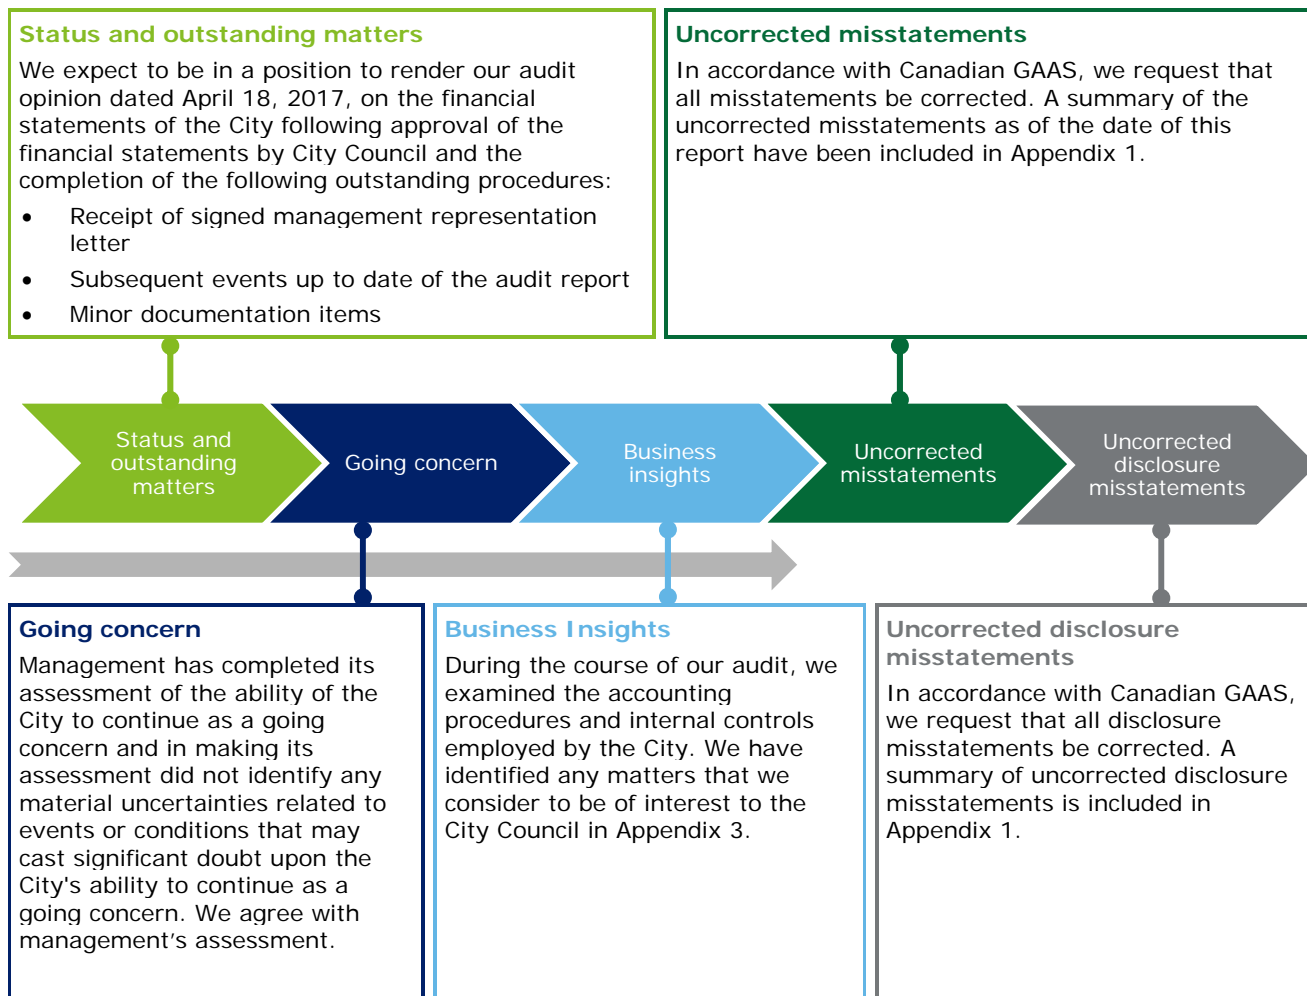 Status and outstanding matters
We expect to be in a position to render our audit
opinion dated April 18, 2017, on the financial
statements of the City following approval of the
financial statements by City Council and the
completion of the following outstanding procedures:
• Receipt of signed management representation
letter
• Subsequent events up to date of the audit report
• Minor documentation items
Uncorrected misstatements
In accordance with Canadian GAAS, we request that
all misstatements be corrected. A summary of the
uncorrected misstatements as of the date of this
report have been included in Appendix 1.
Status and
outstanding
matters
Going concern
Business
insights
Uncorrected
misstatements
Uncorrected
disclosure
misstatements
Going concern
Management has completed its
assessment of the ability of the
City to continue as a going
concern and in making its
assessment did not identify any
material uncertainties related to
events or conditions that may
cast significant doubt upon the
City's ability to continue as a
going concern. We agree with
management's assessment.
Business Insights
During the course of our audit, we
examined the accounting
procedures and internal controls
employed by the City. We have
identified any matters that we
consider to be of interest to the
City Council in Appendix 3.
Uncorrected disclosure
misstatements
In accordance with Canadian GAAS,
we request that all disclosure
misstatements be corrected. A
summary of uncorrected disclosure
misstatements is included in
Appendix 1.